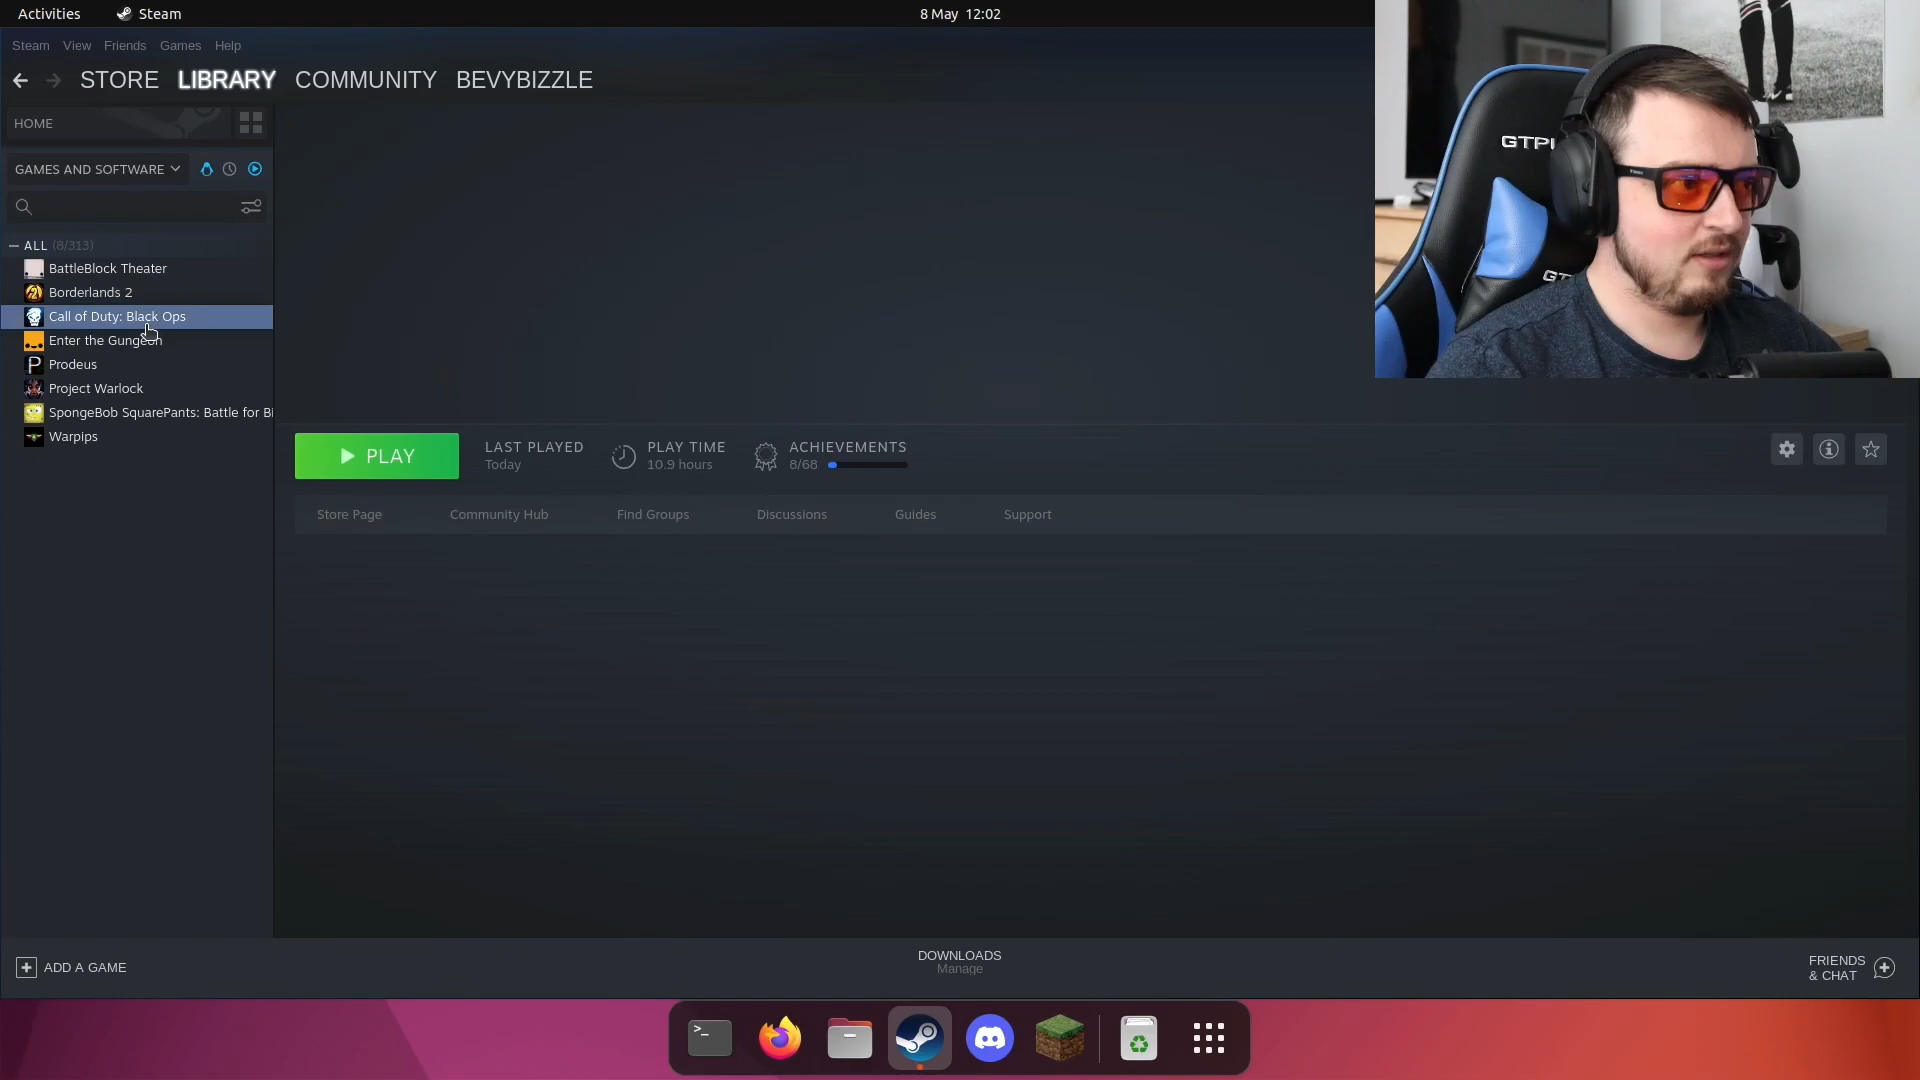 Activities Steam 8 May 12:02
Steam View Friends Games Help
STORE LIBRARY COMMUNITY BEVYBIZZLE
HOME
GAMES AND SOFTWARE
ALL (8/313)
BattleBlock Theater
Borderlands 2
Call of Duty: Black Ops
Enter the Gungeon
Prodeus
Project Warlock
SpongeBob SquarePants: Battle for Bi
Warpips
PLAY
LAST PLAYED
Today
PLAY TIME
10.9 hours
ACHIEVEMENTS
8/68
Store Page Community Hub Find Groups Discussions Guides Support
ADD A GAME
DOWNLOADS
Manage
FRIENDS
& CHAT
GTPL
GT